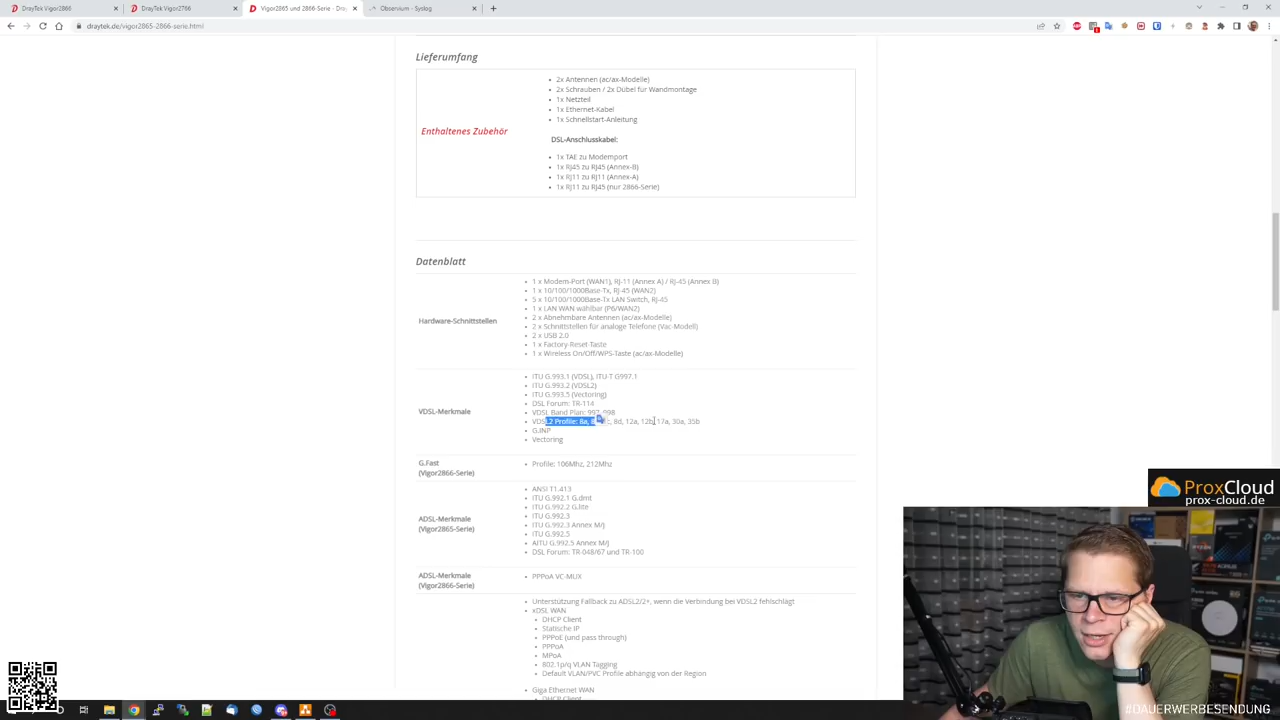 DrayTek Vigor2866
DrayTek Vigor2766
Vigor2865 und 2866-Serie - Dra
Observium - Syslog
draytek.de/vigor2865-2866-serie.html
Lieferumfang
Enthaltenes Zubehör
2x Antennen (ac/ax-Modelle)
2x Schrauben / 2x Dübel für Wandmontage
1x Netzteil
1x Ethernet-Kabel
1x Schnellstart-Anleitung
DSL-Anschlusskabel:
1x TAE zu Modemport
1x RJ45 zu RJ45 (Annex-B)
1x RJ11 zu RJ11 (Annex-A)
1x RJ11 zu RJ45 (nur 2866-Serie)
Datenblatt
Hardware-Schnittstellen
1 x Modem-Port (WAN1), RJ-11 (Annex A) / RJ-45 (Annex B)
1 x 10/100/1000Base-Tx, RJ-45 (WAN2)
5 x 10/100/1000Base-Tx LAN Switch, RJ-45
1 x LAN WAN wählbar (P6/WAN2)
2 x Abnehmbare Antennen (ac/ax-Modelle)
2 x Schnittstellen für analoge Telefone (Vac-Modell)
2 x USB 2.0
1 x Factory-Reset-Taste
1 x Wireless On/Off/WPS-Taste (ac/ax-Modelle)
VDSL-Merkmale
ITU G.993.1 (VDSL), ITU-T G997.1
ITU G.993.2 (VDSL2)
ITU G.993.5 (Vectoring)
DSL Forum: TR-114
VDSL Band Plan: 997, 998
VDSL2 Profile: 8a, 8d, 12a, 12b, 17a, 30a, 35b
G.INP
Vectoring
G.Fast
(Vigor2866-Serie)
Profile: 106Mhz, 212Mhz
ADSL-Merkmale
(Vigor2865-Serie)
ANSI T1.413
ITU G.992.1 G.dmt
ITU G.992.2 G.lite
ITU G.992.3
ITU G.992.3 Annex M/J
ITU G.992.5
AITU G.992.5 Annex M/J
DSL Forum: TR-048/67 und TR-100
ADSL-Merkmale
(Vigor2866-Serie)
PPPoA VC-MUX
Unterstützung Fallback zu ADSL2/2+, wenn die Verbindung bei VDSL2 fehlschlägt
xDSL WAN
DHCP Client
Statische IP
PPPoE (und pass through)
PPPoA
MPoA
802.1p/q VLAN Tagging
Default VLAN/PVC Profile abhängig von der Region
Giga Ethernet WAN
DHCP Client
ProxCloud
prox-cloud.de
#DAUERWERBESENDUNG